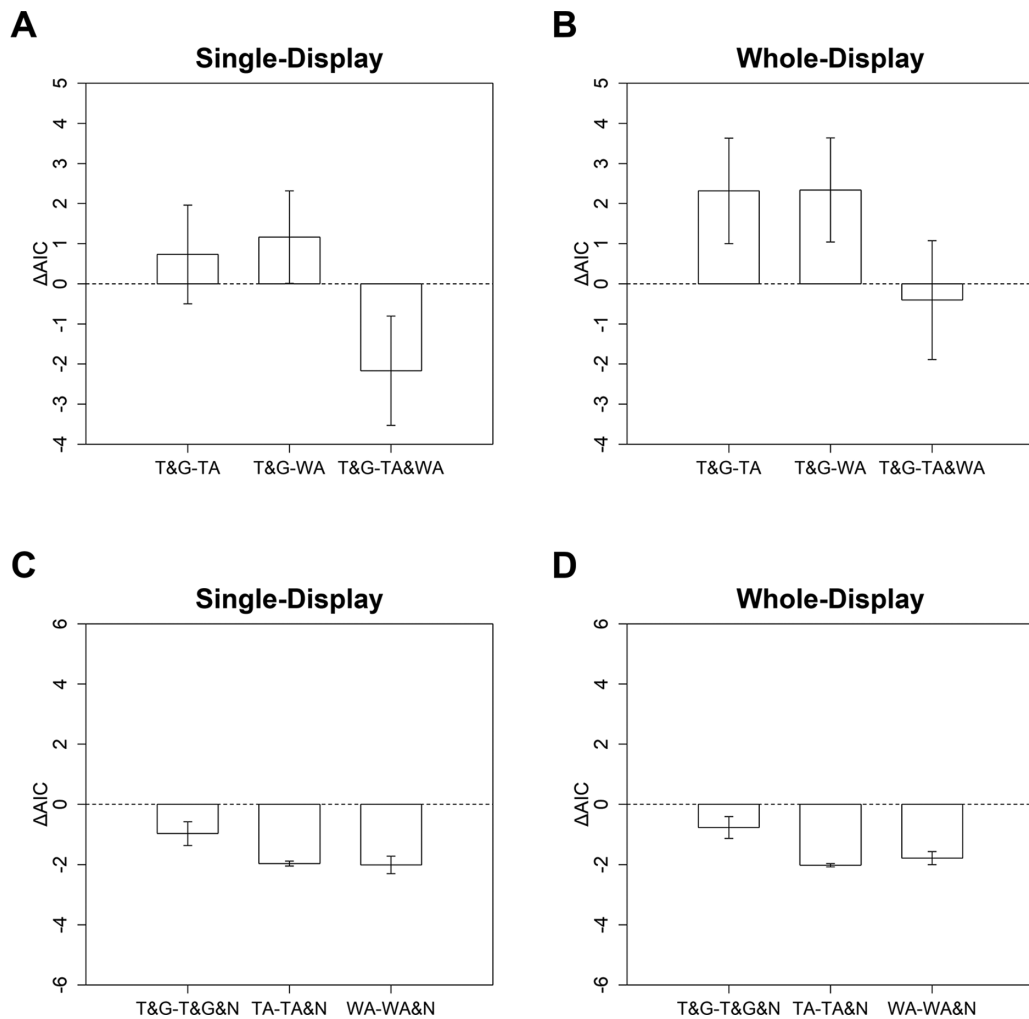 A
B
Single-Display
Whole-Display
ΔAIC
5
4
3
2
1
0
-1
-2
-3
-4
T&G-TA
T&G-WA
T&G-TA&WA
ΔAIC
5
4
3
2
1
0
-1
-2
-3
-4
T&G-TA
T&G-WA
T&G-TA&WA
C
D
Single-Display
Whole-Display
ΔAIC
6
4
2
0
-2
-4
-6
T&G-T&G&N
TA-TA&N
WA-WA&N
ΔAIC
6
4
2
0
-2
-4
-6
T&G-T&G&N
TA-TA&N
WA-WA&N